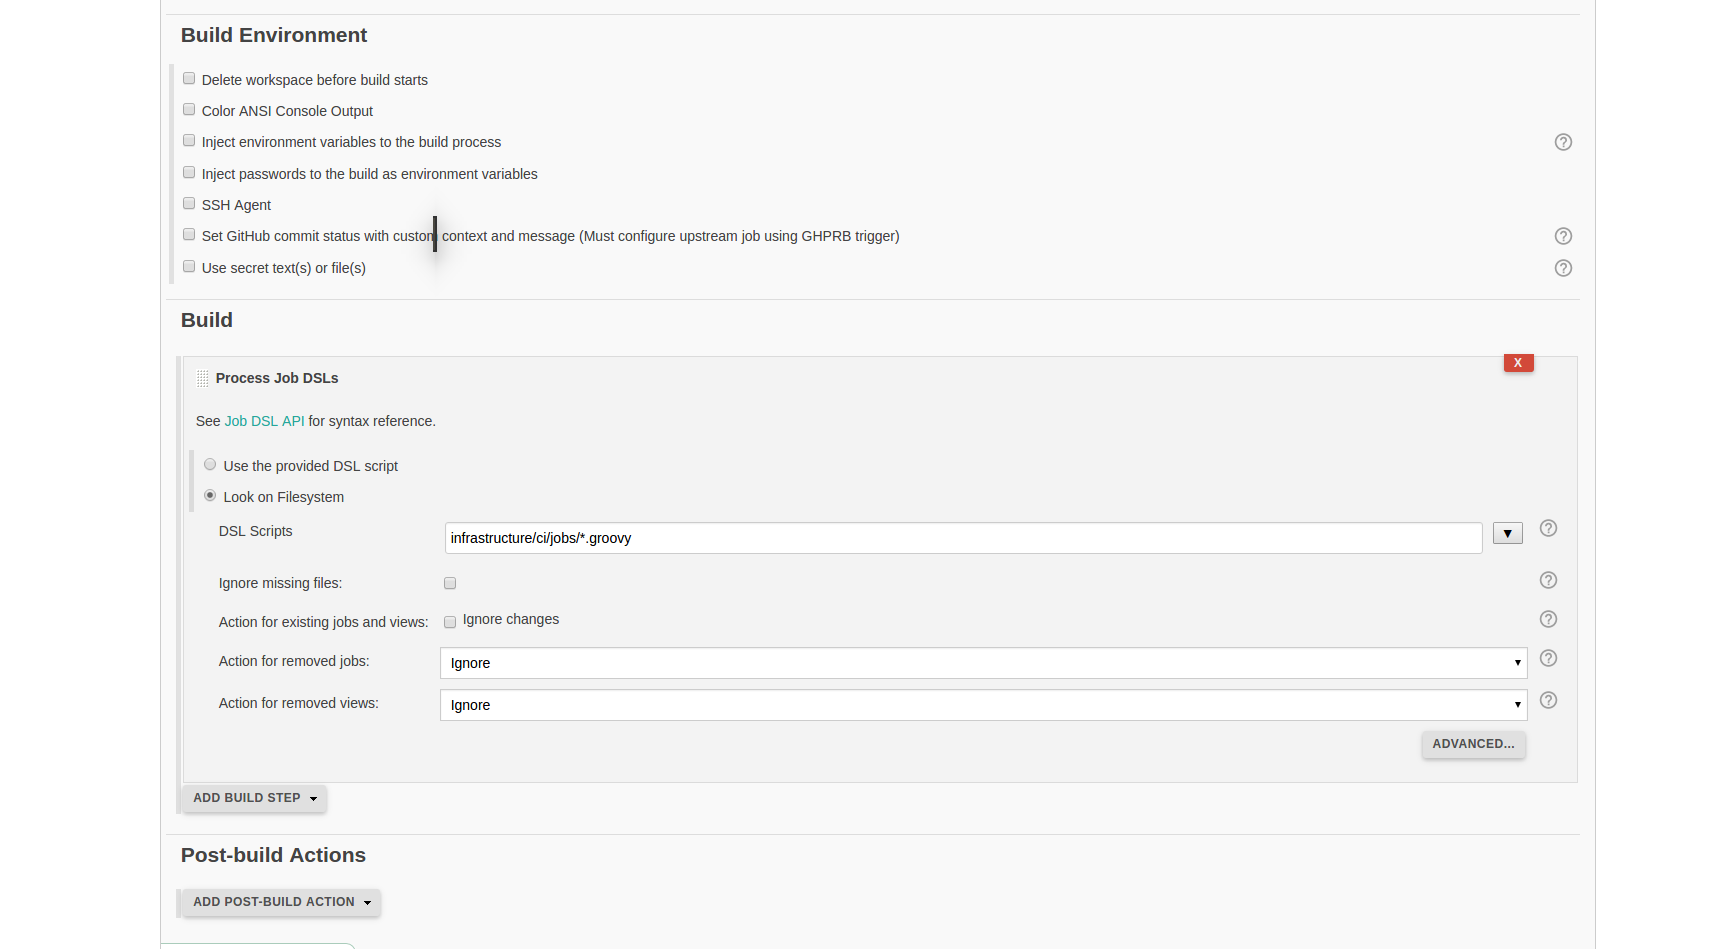 Build Environment
Delete workspace before build starts
Color ANSI Console Output
Inject environment variables to the build process
Inject passwords to the build as environment variables
SSH Agent
Set GitHub commit status with custom context and message (Must configure upstream job using GHPRB trigger)
Use secret text(s) or file(s)
Build
X
Process Job DSLs
See Job DSL API for syntax reference.
Use the provided DSL script
Look on Filesystem
DSL Scripts infrastructure/ci/jobs/*.groovy
Ignore missing files:
Action for existing jobs and views: Ignore changes
Action for removed jobs: Ignore
Action for removed views: Ignore
ADVANCED...
ADD BUILD STEP
Post-build Actions
ADD POST-BUILD ACTION